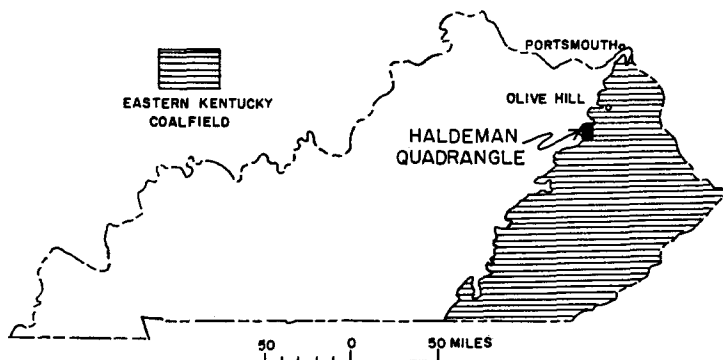 PORTSMOUTH
EASTERN KENTUCKY
COALFIELD
OLIVE HILL
HALDEMAN
QUADRANGLE
50 0 50 MILES